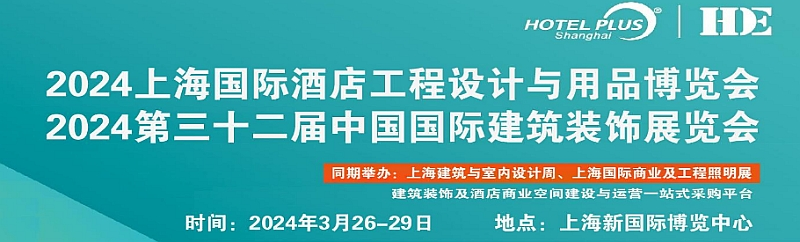 HOTEL PLUS® HDE
Shanghai
2024上海国际酒店工程设计与用品博览会
2024第三十二届中国国际建筑装饰展览会
同期举办：上海建筑与室内设计周、上海国际商业及工程照明展
建筑装饰及酒店商业空间建设与运营一站式采购平台
时间：2024年3月26-29日 地点：上海新国际博览中心